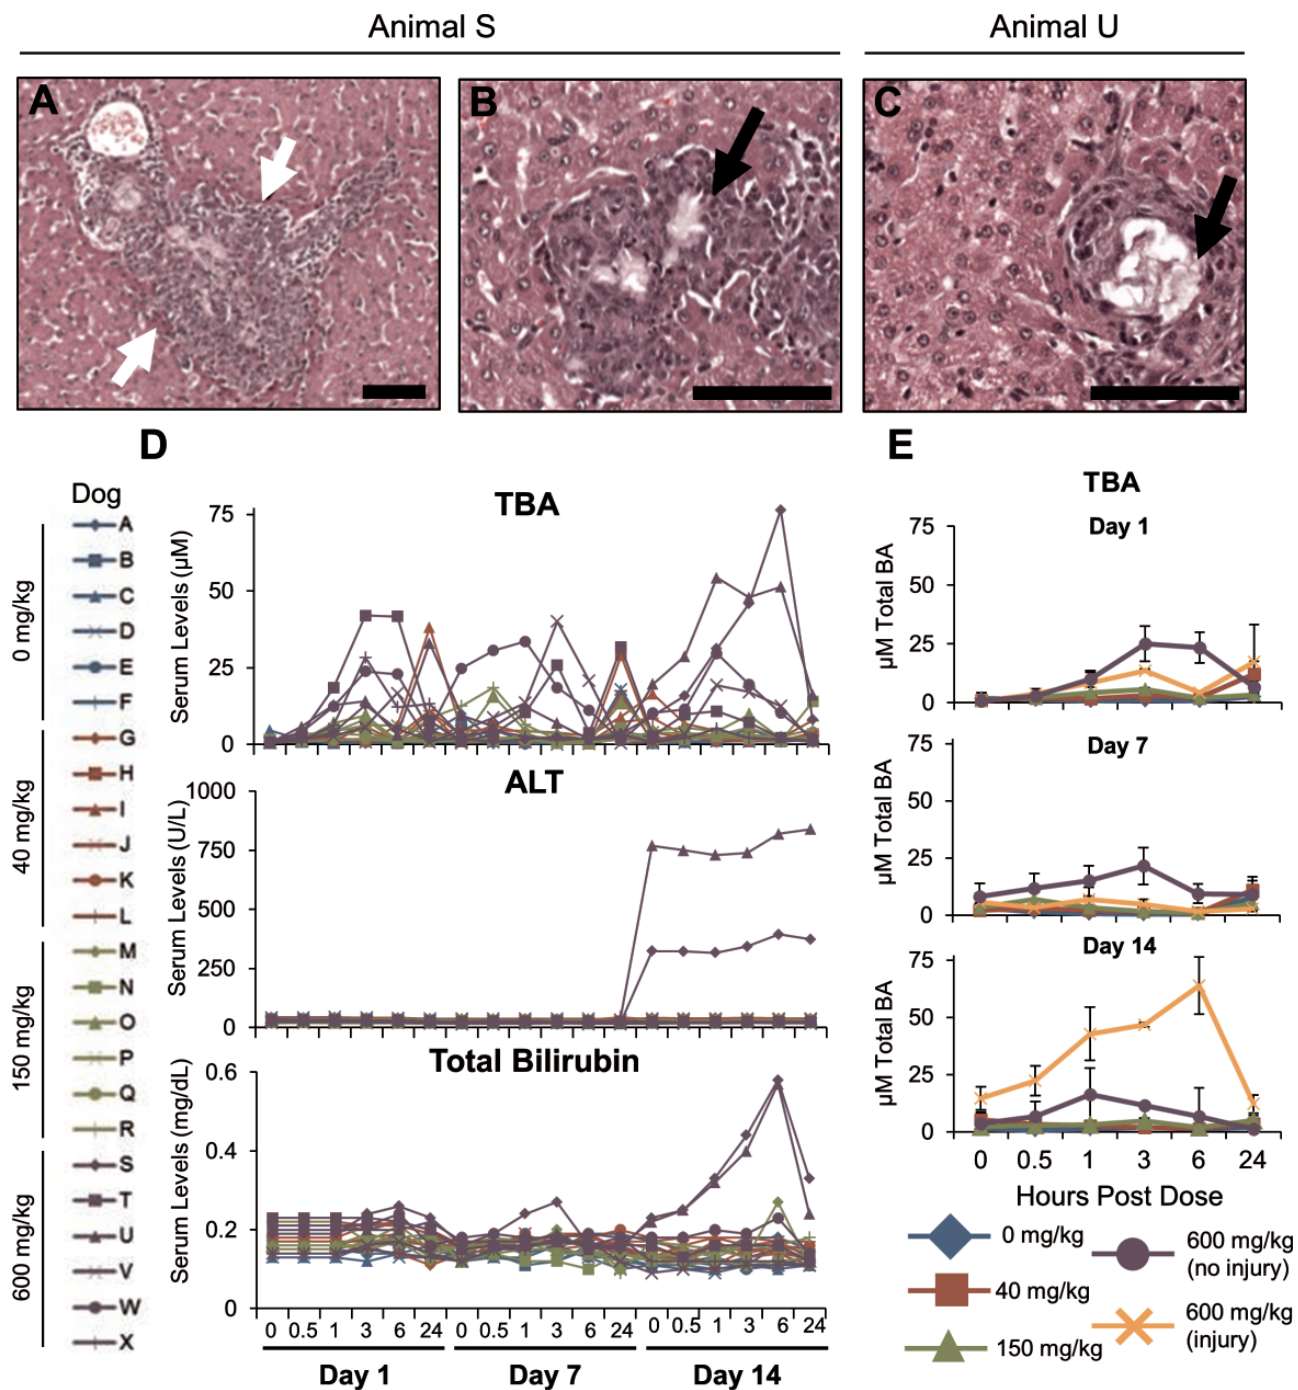 Animal S
Animal U
A
B
C
D
E
Dog
0 mg/kg
A
B
C
D
E
F
40 mg/kg
G
H
I
J
K
L
150 mg/kg
M
N
O
P
Q
R
600 mg/kg
S
T
U
V
W
X
TBA
Serum Levels (µM)
75
50
25
0
ALT
Serum Levels (U/L)
1000
750
500
250
0
Total Bilirubin
Serum Levels (mg/dL)
0.6
0.4
0.2
0
0 0.5 1 3 6 24 0 0.5 1 3 6 24 0 0.5 1 3 6 24
Day 1 Day 7 Day 14
TBA
Day 1
µM Total BA
75
50
25
0
Day 7
µM Total BA
75
50
25
0
Day 14
µM Total BA
75
50
25
0
0 0.5 1 3 6 24
Hours Post Dose
0 mg/kg
40 mg/kg
150 mg/kg
600 mg/kg
(no injury)
600 mg/kg
(injury)